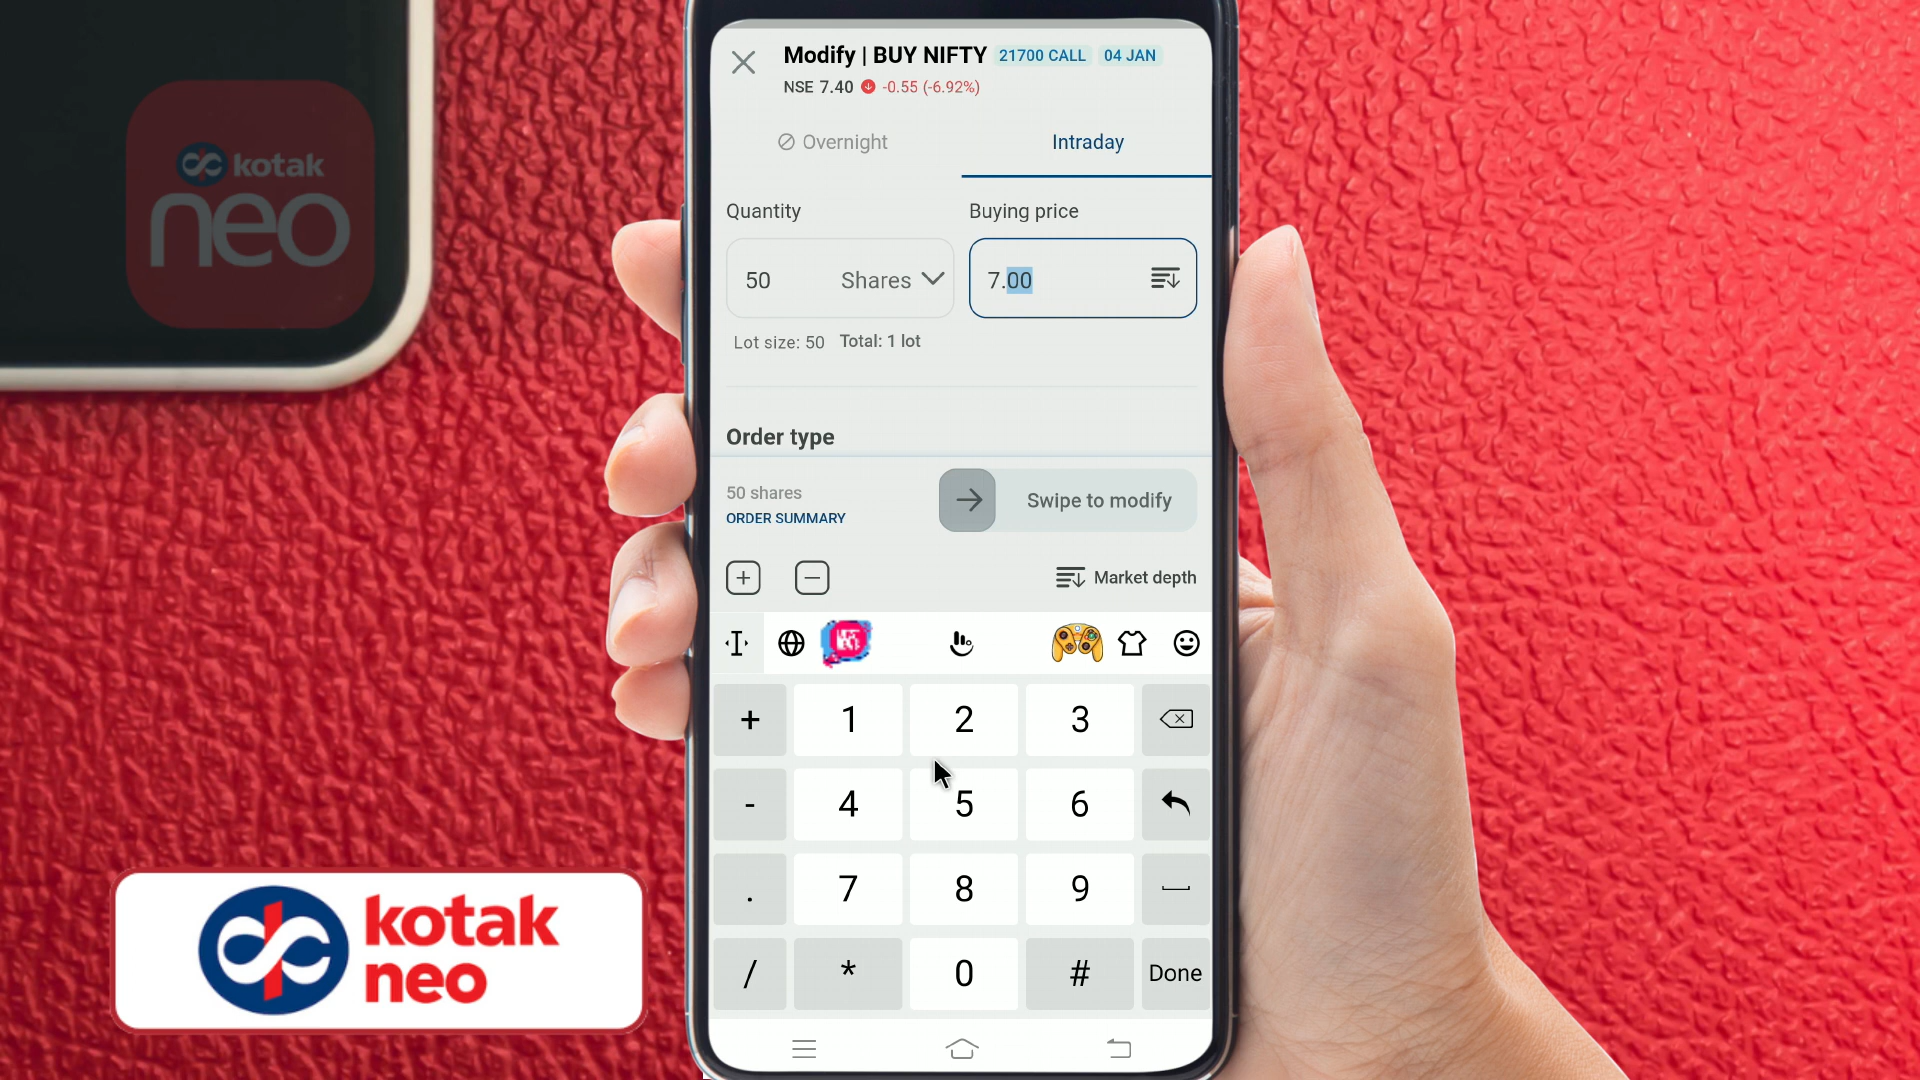 kotak
neo
Modify | BUY NIFTY 21700 CALL 04 JAN
NSE 7.40 -0.55 (-6.92%)
Overnight Intraday
Quantity Buying price
50 Shares 7.00
Lot size: 50 Total: 1 lot
Order type
50 shares
ORDER SUMMARY
Swipe to modify
+ − Market depth
+ 1 2 3
- 4 5 6
. 7 8 9
/ * 0 # Done
kotak
neo